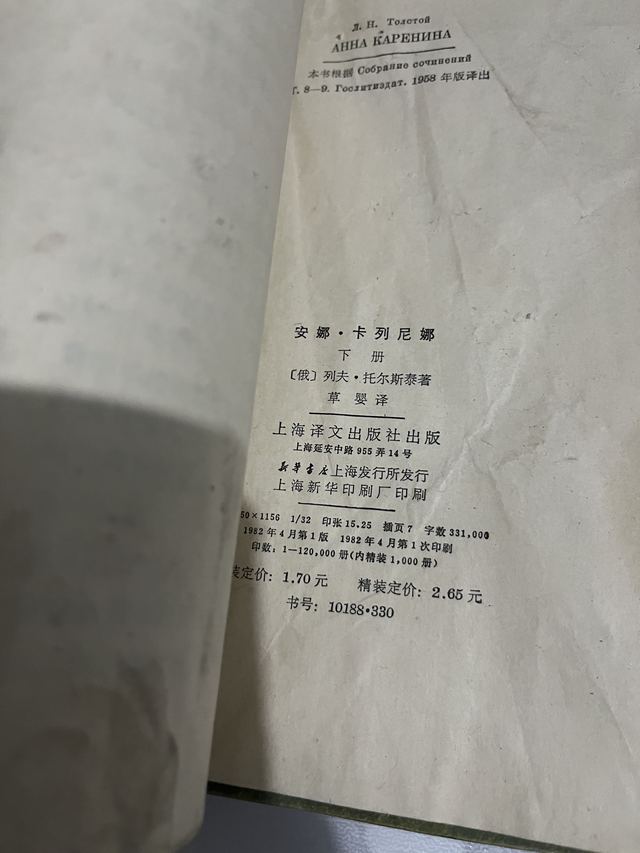 Л. Н. Толстой
АННА КАРЕНИНА
本书根据 Собрание сочинений
Т. 8—9. Гослитиздат. 1958 年版译出
安娜·卡列尼娜
下册
〔俄〕列夫·托尔斯泰著
草婴译
上海译文出版社出版
上海延安中路 955 弄 14 号
新华书店上海发行所发行
上海新华印刷厂印刷
50×1156 1/32 印张 15.25 插页 7 字数 331,000
1982 年 4 月第 1 版 1982 年 4 月第 1 次印刷
印数：1—120,000 册(内精装 1,000 册)
装定价：1.70 元 精装定价：2.65 元
书号：10188·330